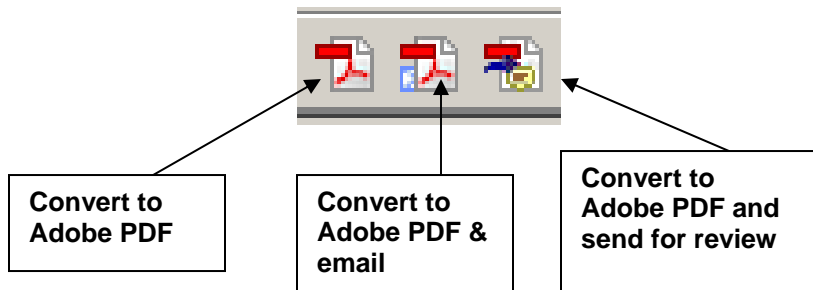 Convert to
Adobe PDF
Convert to
Adobe PDF &
email
Convert to
Adobe PDF and
send for review